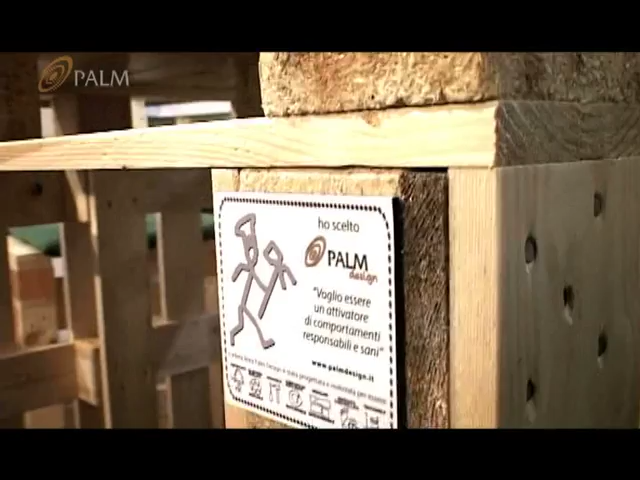 PALM
ho scelto
PALM
design
"Voglio essere
un attivatore
di comportamenti
responsabili e sani"
www.palmdesign.it